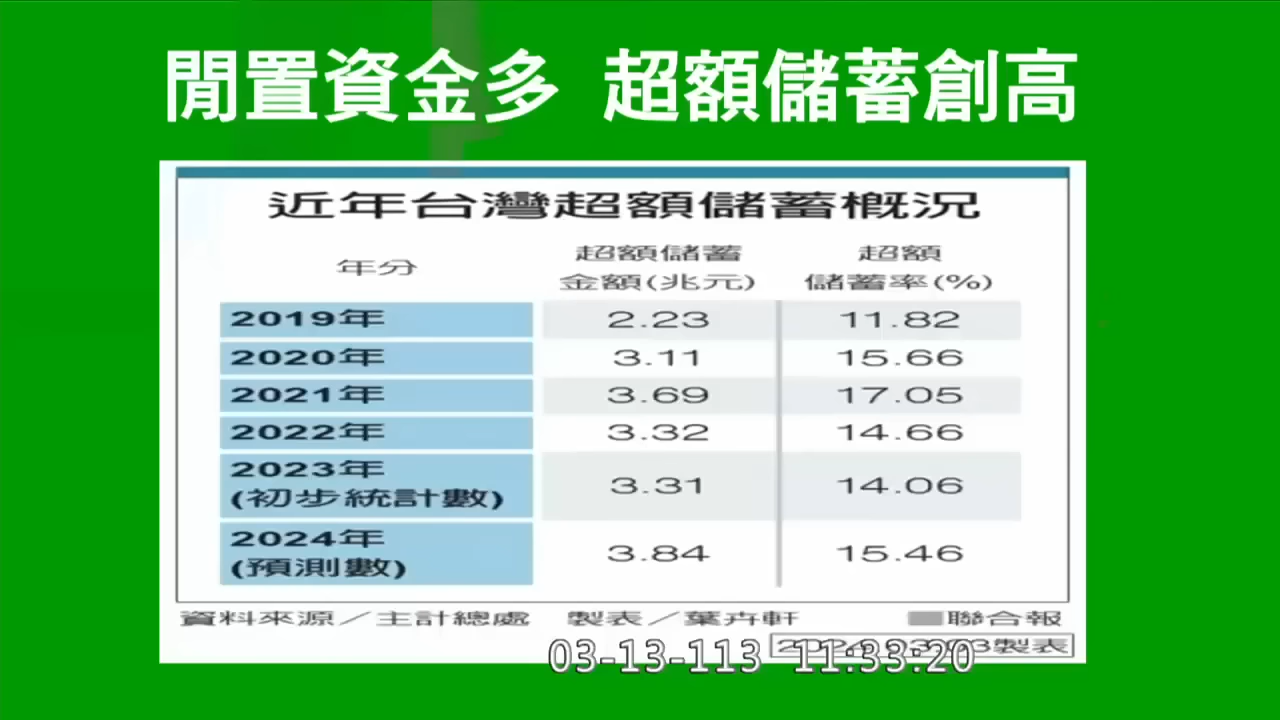 閒置資金多 超額儲蓄創高
近年台灣超額儲蓄概況
年分 超額儲蓄金額(兆元) 超額儲蓄率(%)
2019年 2.23 11.82
2020年 3.11 15.66
2021年 3.69 17.05
2022年 3.32 14.66
2023年(初步統計數) 3.31 14.06
2024年(預測數) 3.84 15.46
資料來源／主計總處 製表／葉卉軒 ■聯合報
製表
03-13-113 11:33:20